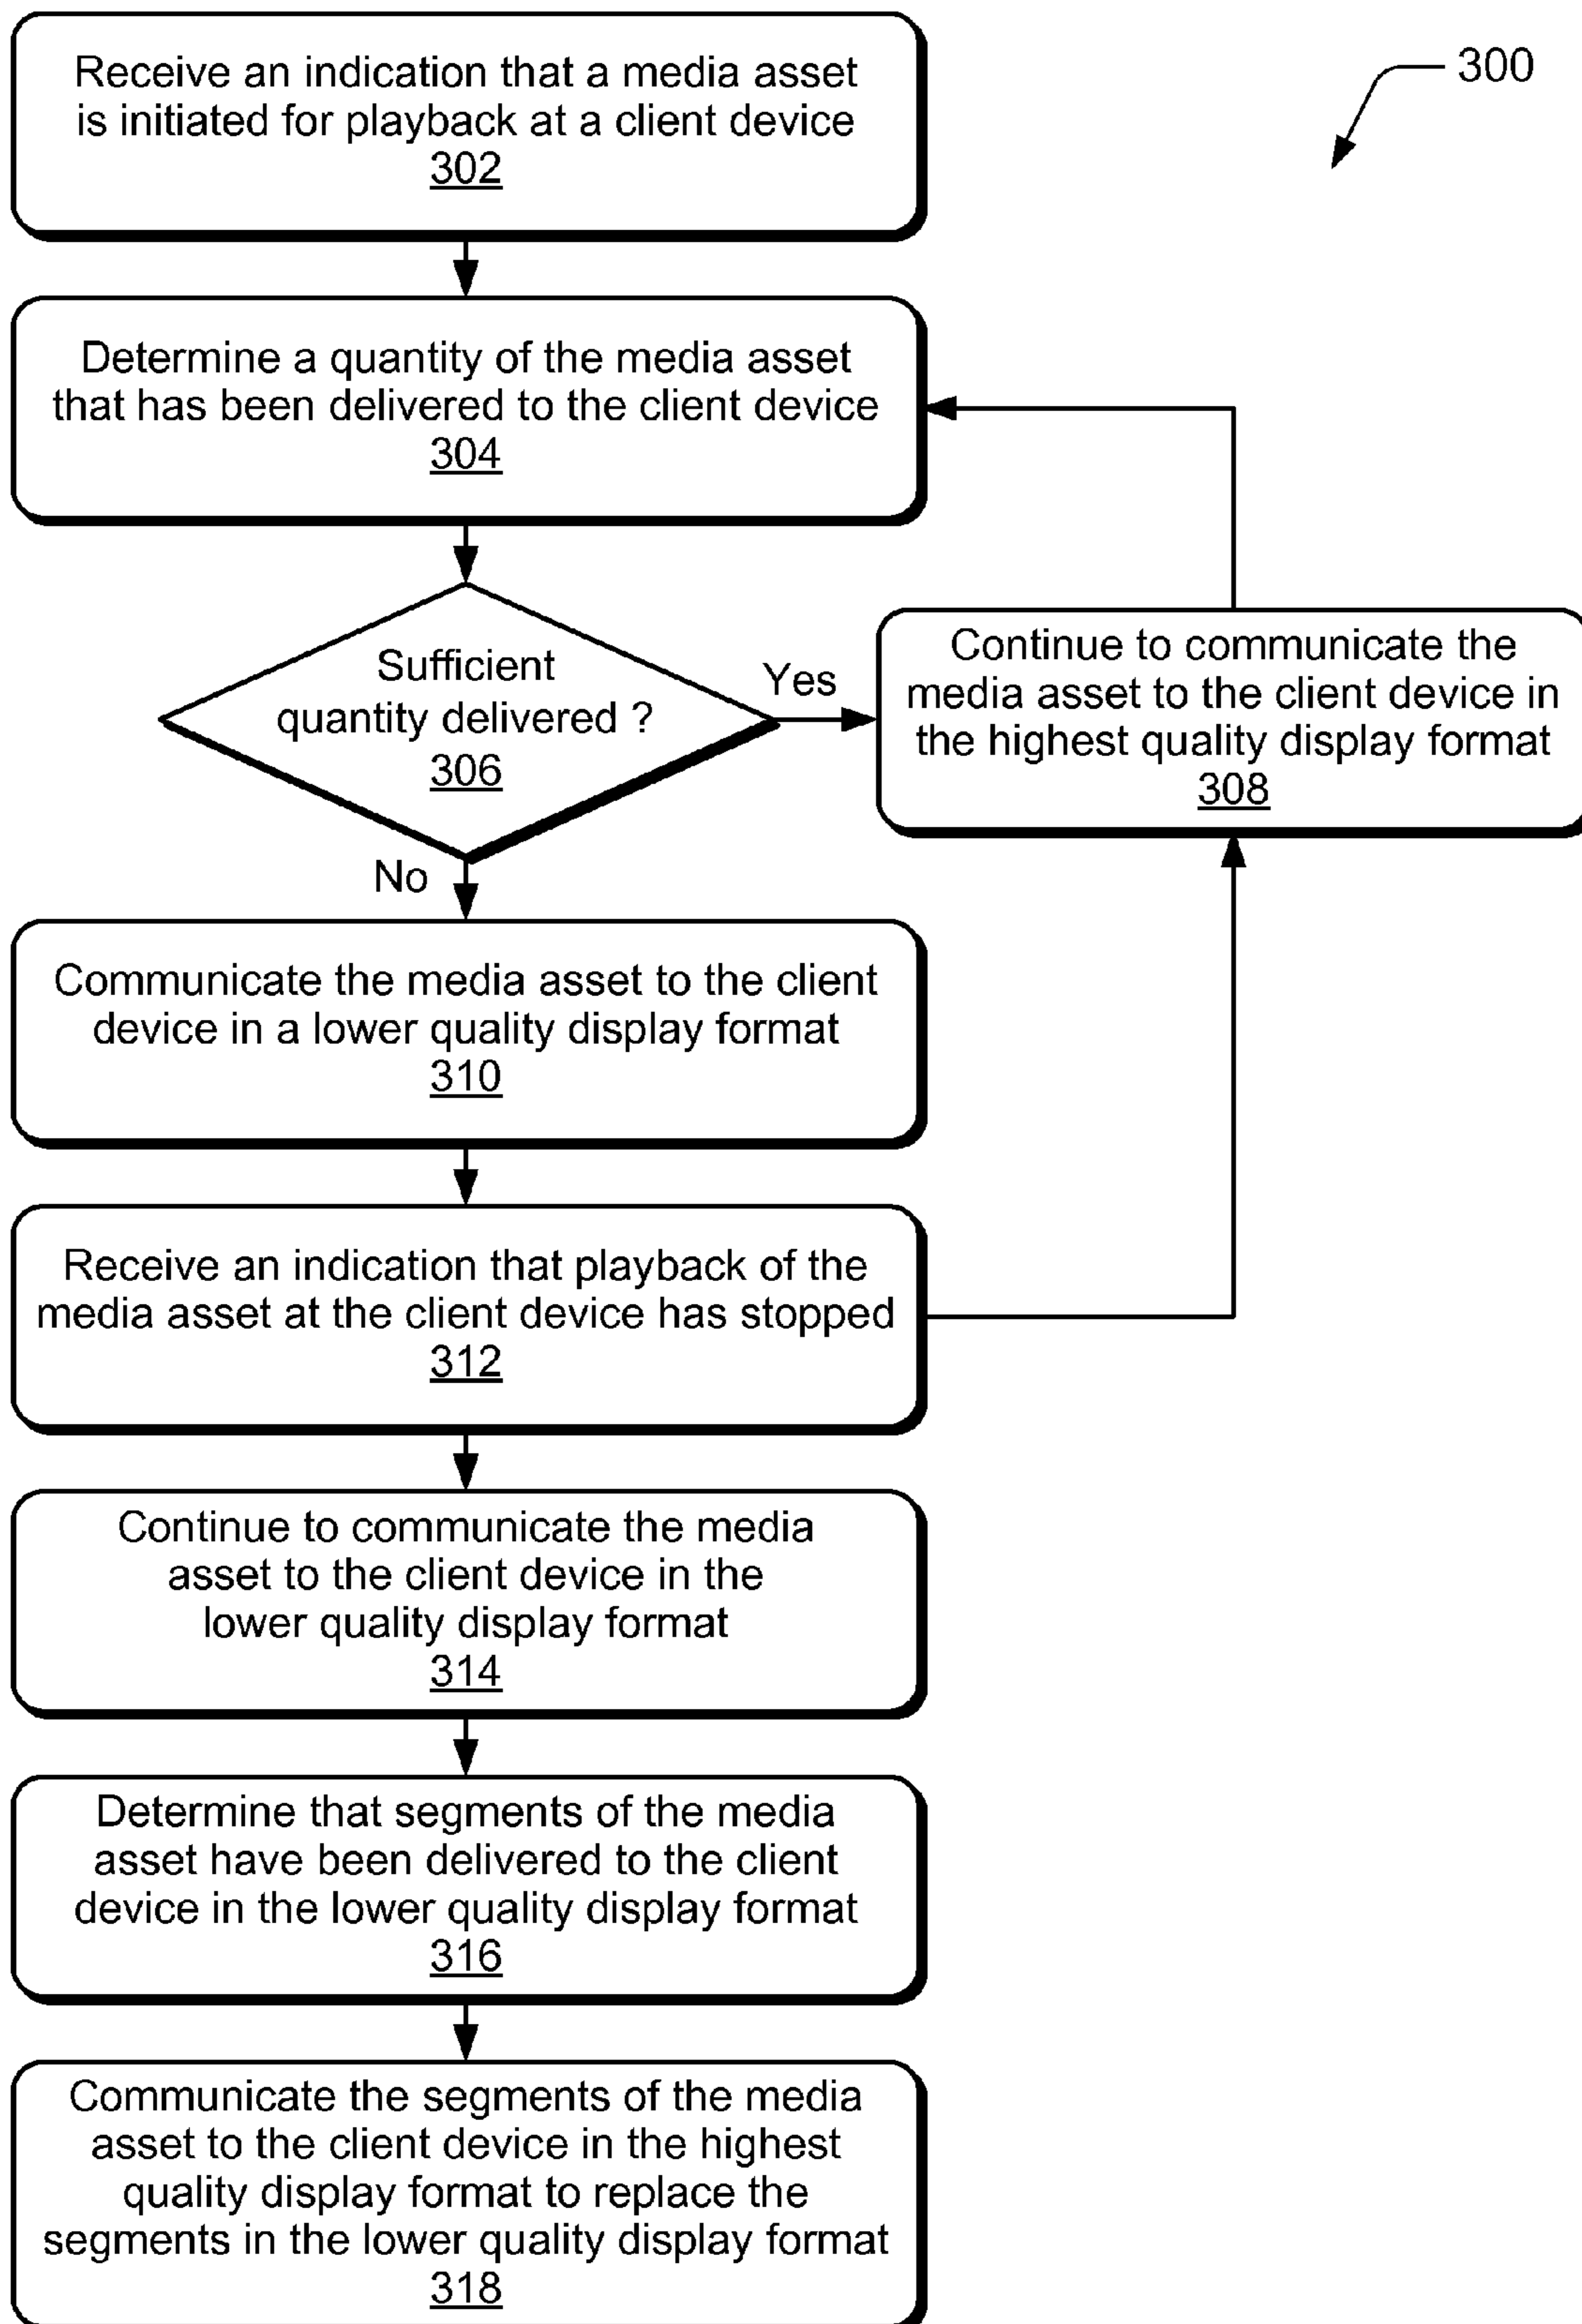 Receive an indication that a media asset
is initiated for playback at a client device
302
300
Determine a quantity of the media asset
that has been delivered to the client device
304
Sufficient
quantity delivered ?
306
Yes
Continue to communicate the
media asset to the client device in
the highest quality display format
308
No
Communicate the media asset to the client
device in a lower quality display format
310
Receive an indication that playback of the
media asset at the client device has stopped
312
Continue to communicate the media
asset to the client device in the
lower quality display format
314
Determine that segments of the media
asset have been delivered to the client
device in the lower quality display format
316
Communicate the segments of the media
asset to the client device in the highest
quality display format to replace the
segments in the lower quality display format
318